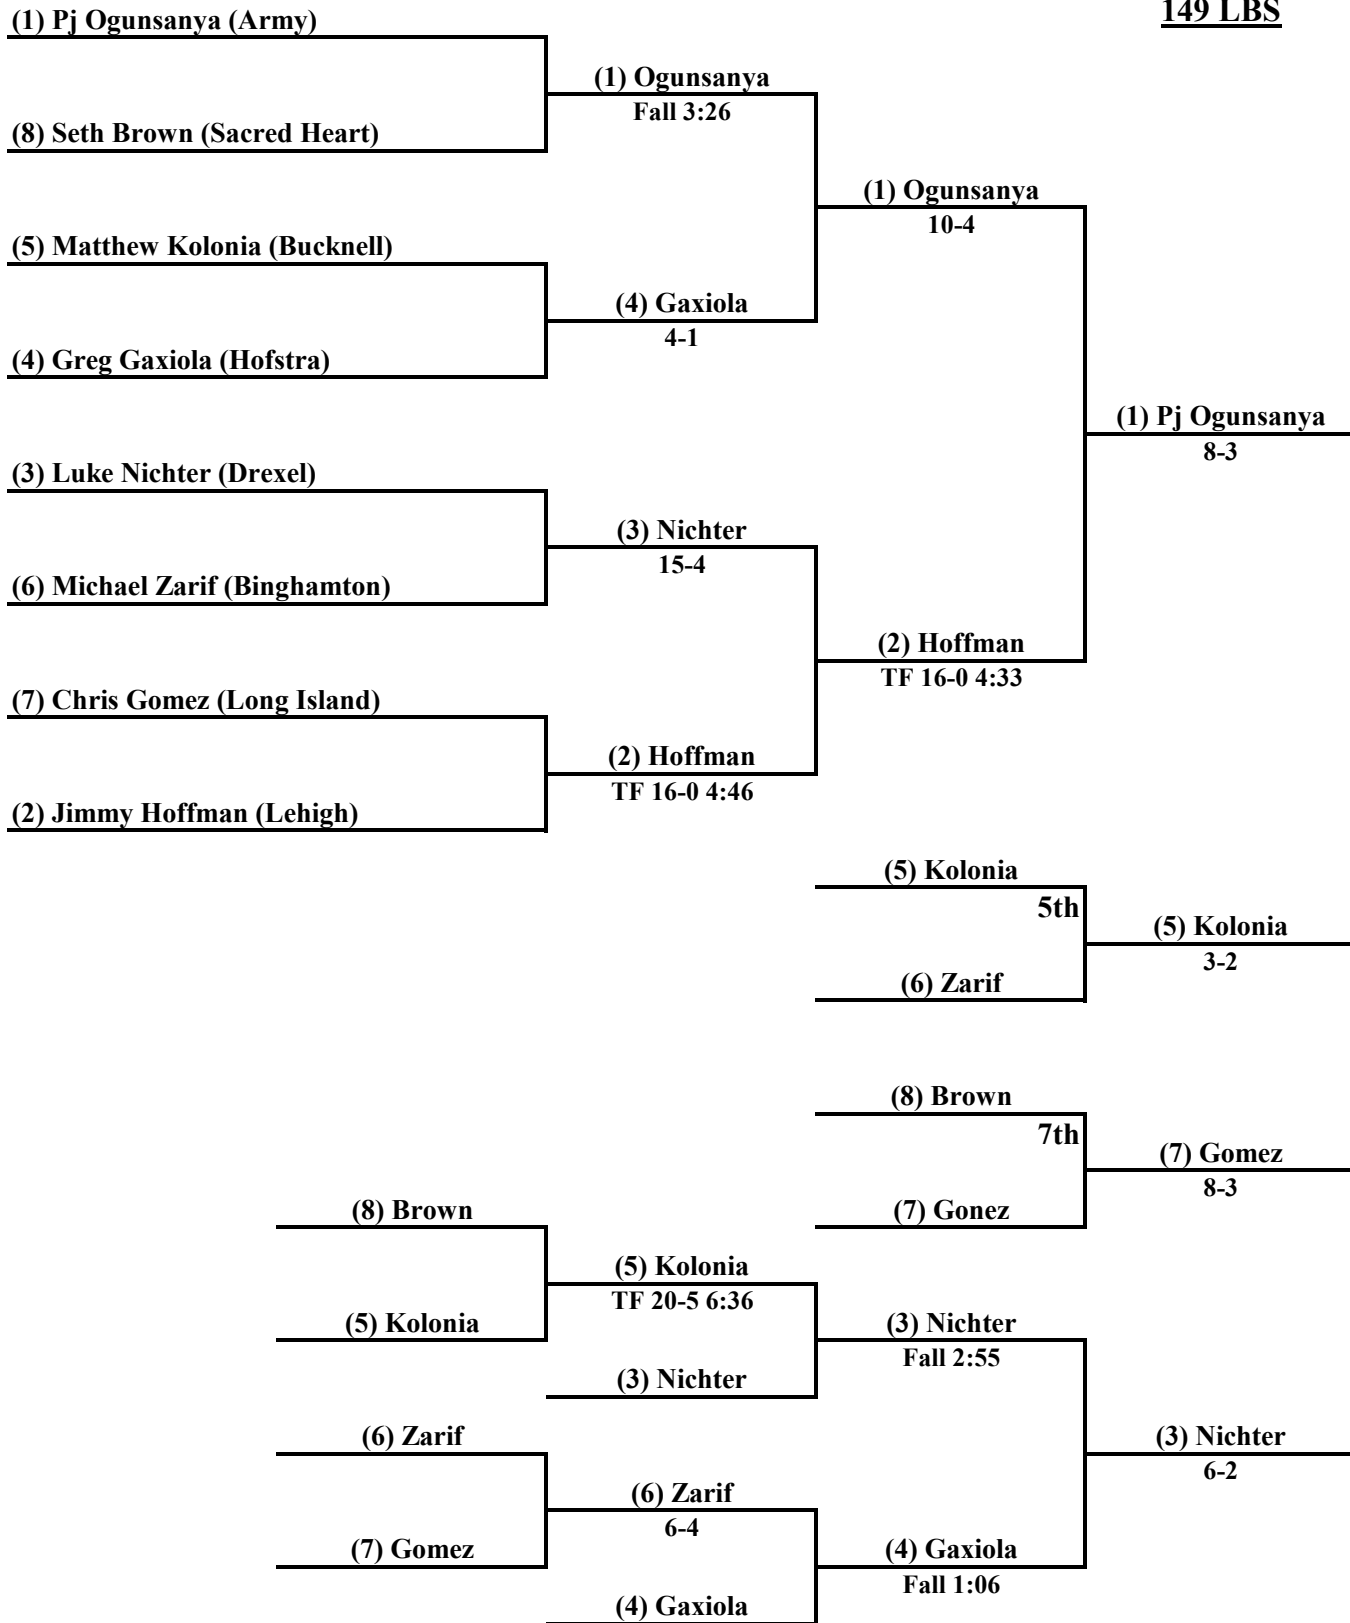 149 LBS
(1) Pj Ogunsanya (Army)
(1) Ogunsanya
Fall 3:26
(8) Seth Brown (Sacred Heart)
(1) Ogunsanya
10-4
(5) Matthew Kolonia (Bucknell)
(4) Gaxiola
4-1
(4) Greg Gaxiola (Hofstra)
(1) Pj Ogunsanya
8-3
(3) Luke Nichter (Drexel)
(3) Nichter
15-4
(6) Michael Zarif (Binghamton)
(2) Hoffman
TF 16-0 4:33
(7) Chris Gomez (Long Island)
(2) Hoffman
TF 16-0 4:46
(2) Jimmy Hoffman (Lehigh)
(5) Kolonia
5th
(5) Kolonia
3-2
(6) Zarif
(8) Brown
7th
(7) Gomez
8-3
(7) Gonez
(8) Brown
(5) Kolonia
TF 20-5 6:36
(5) Kolonia
(3) Nichter
Fall 2:55
(3) Nichter
(6) Zarif
(3) Nichter
6-2
(6) Zarif
6-4
(7) Gomez
(4) Gaxiola
Fall 1:06
(4) Gaxiola